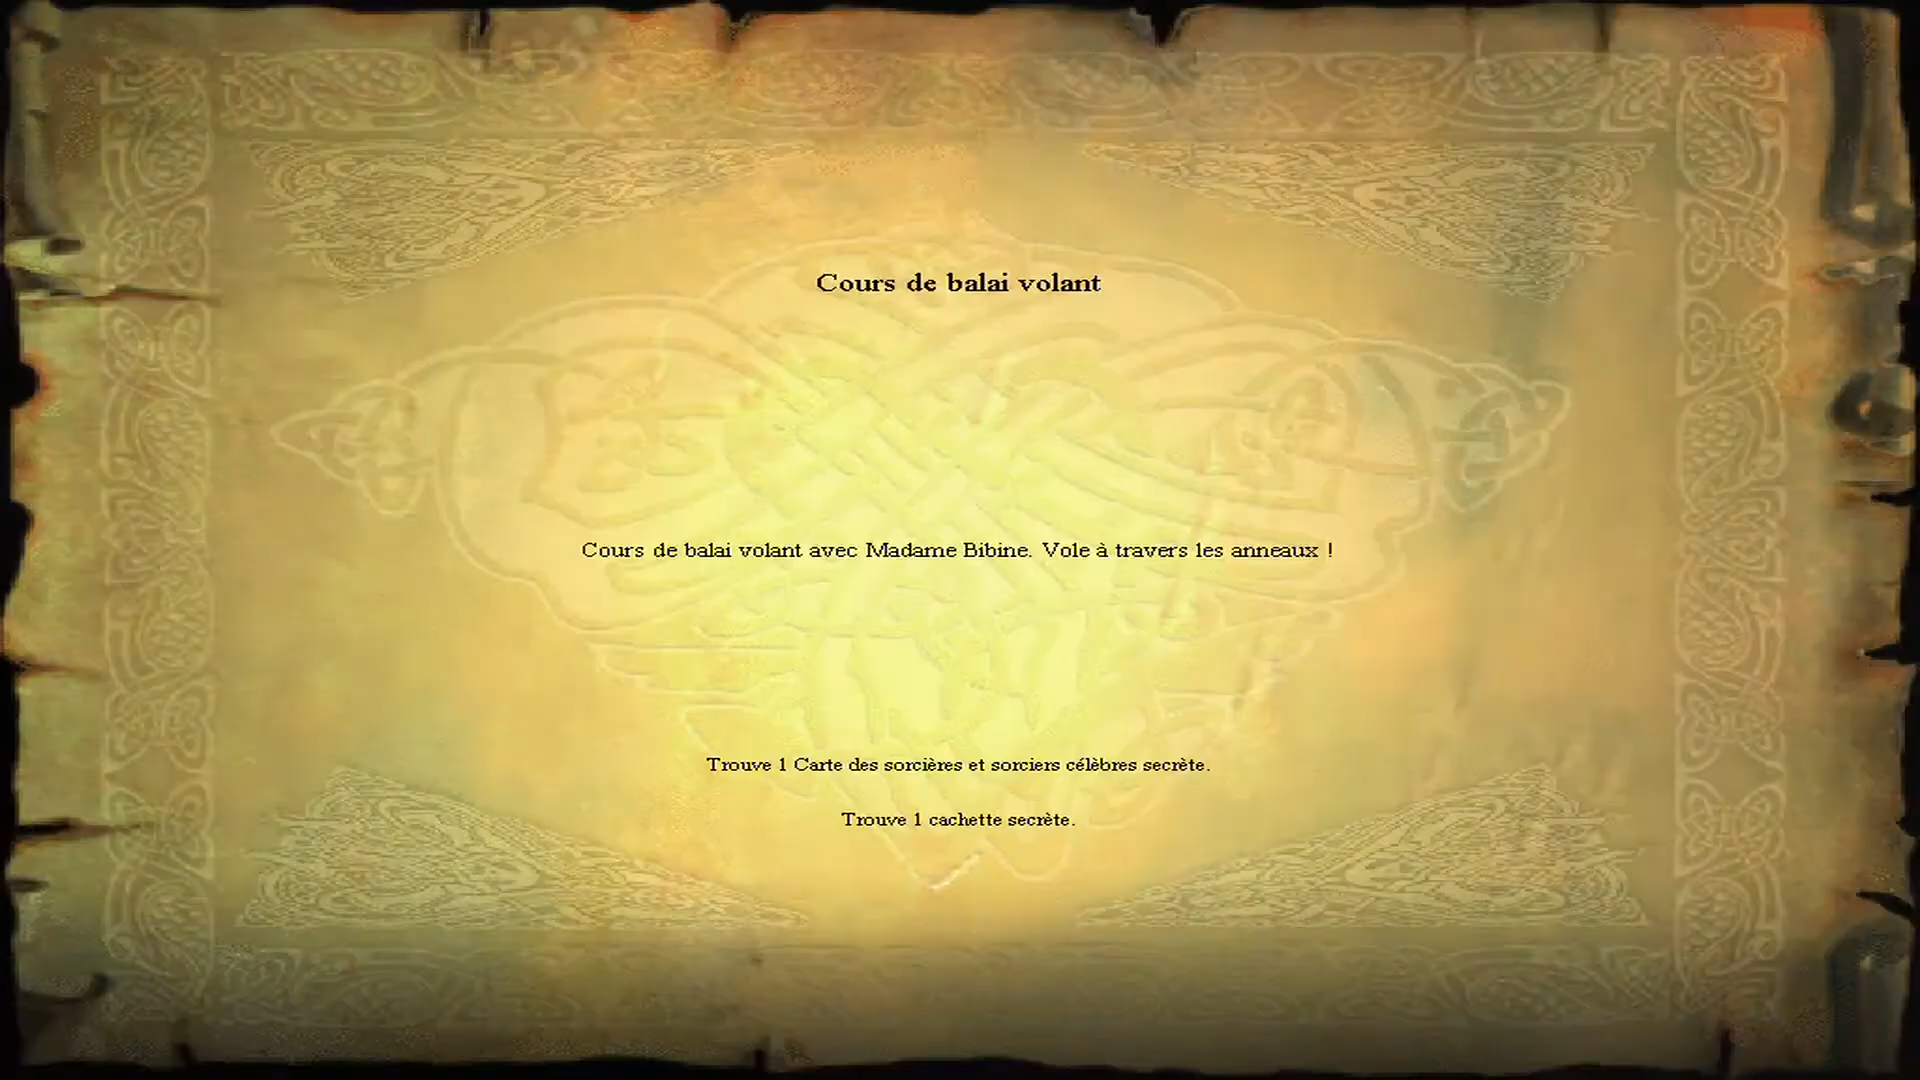 Cours de balai volant
Cours de balai volant avec Madame Bibine. Vole à travers les anneaux !
Trouve 1 Carte des sorcières et sorciers célèbres secrète.
Trouve 1 cachette secrète.